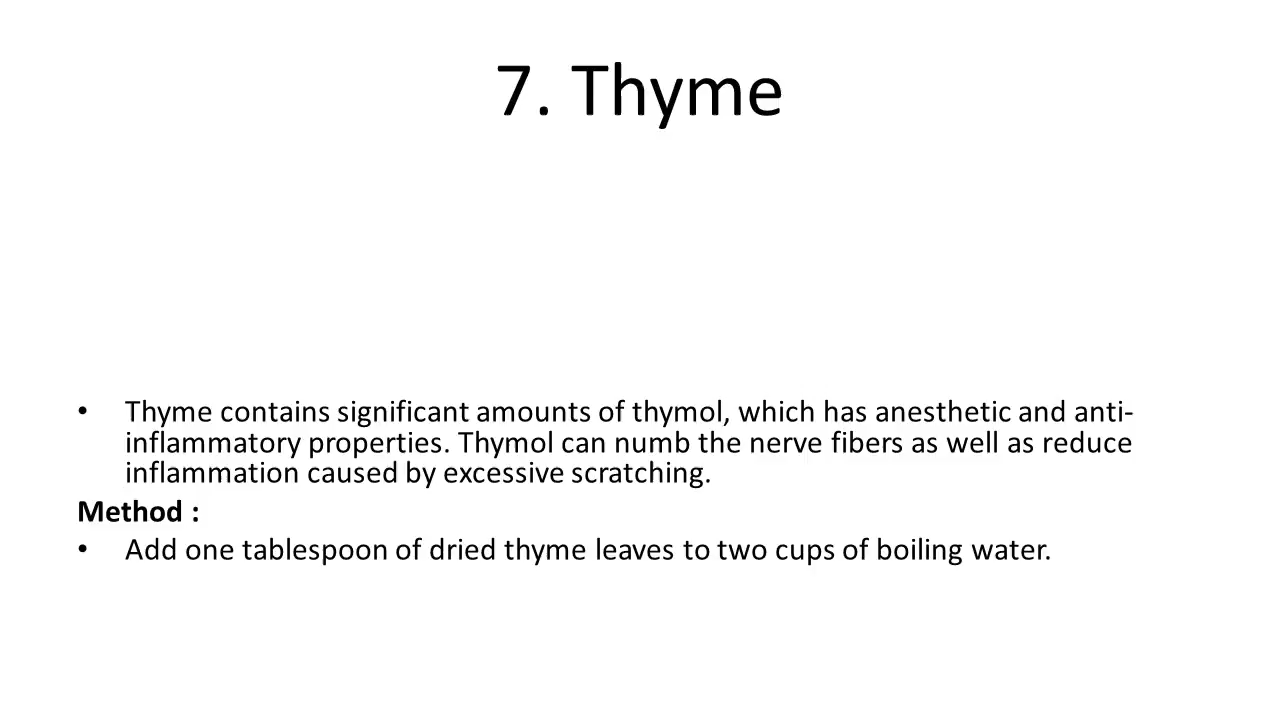 7. Thyme
• Thyme contains significant amounts of thymol, which has anesthetic and anti-
inflammatory properties. Thymol can numb the nerve fibers as well as reduce
inflammation caused by excessive scratching.
Method :
• Add one tablespoon of dried thyme leaves to two cups of boiling water.